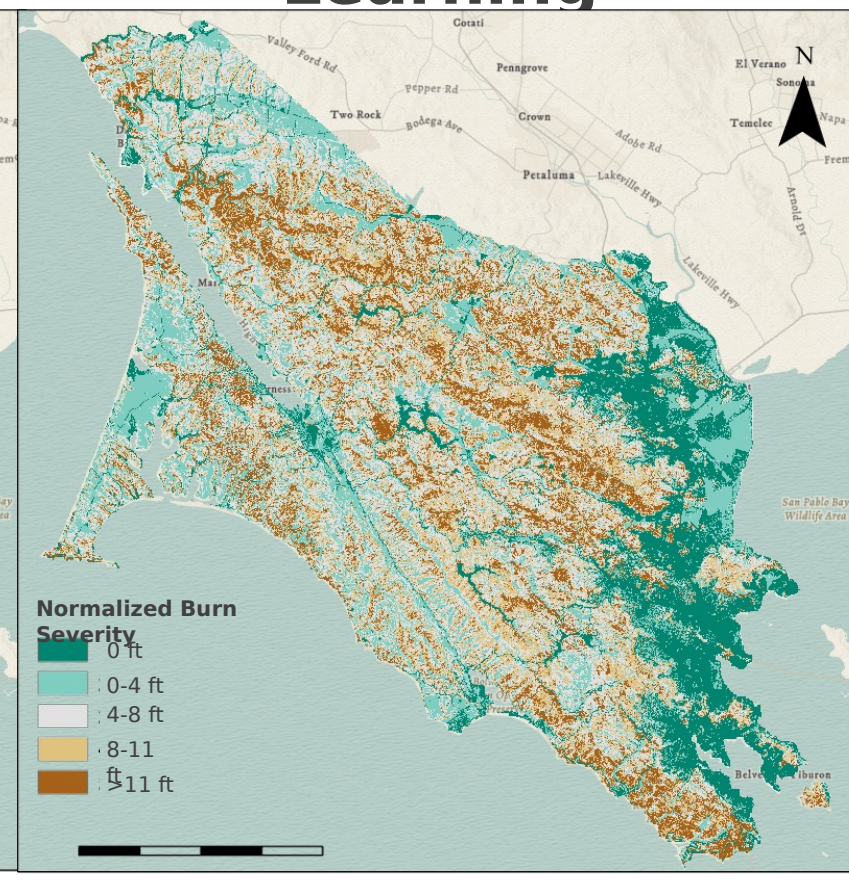 Learning
Cotati
Valley Ford Rd
Penngrove
El Verano
N
Sonoma
Pepper Rd
Two Rock
Crown
Bodega Ave
Temelec
Napa
Adobe Rd
Petaluma
Lakeville Hwy
Arnold Dr
Lakeville Hwy
San Pablo Bay
Wildlife Area
Normalized Burn
Severity
0 ft
0-4 ft
4-8 ft
8-11
ft
>11 ft